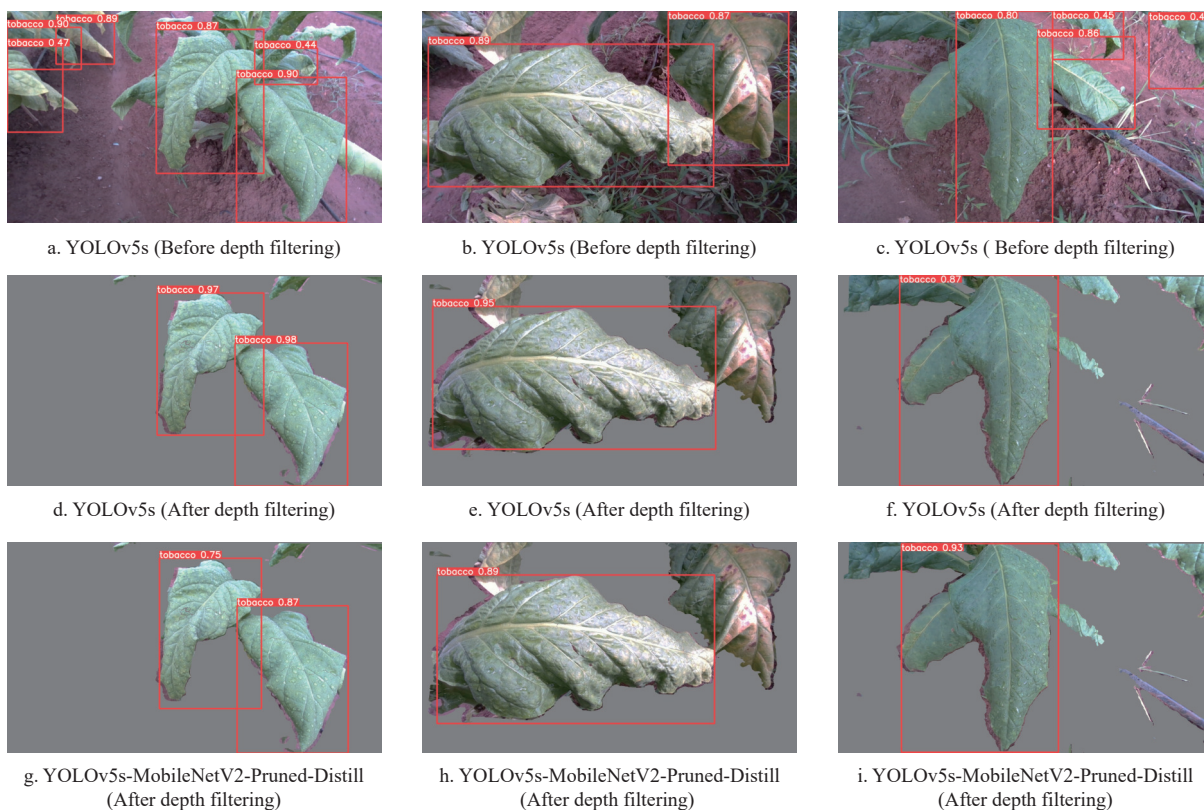 tobacco 0.90
tobacco 0.89
tobacco 0.47
tobacco 0.87
tobacco 0.44
tobacco 0.90
tobacco 0.89
tobacco 0.87
tobacco 0.80
tobacco 0.45
tobacco 0.86
a. YOLOv5s (Before depth filtering)
b. YOLOv5s (Before depth filtering)
c. YOLOv5s ( Before depth filtering)
tobacco 0.97
tobacco 0.98
tobacco 0.95
tobacco 0.87
d. YOLOv5s (After depth filtering)
e. YOLOv5s (After depth filtering)
f. YOLOv5s (After depth filtering)
tobacco 0.75
tobacco 0.87
tobacco 0.89
tobacco 0.93
g. YOLOv5s-MobileNetV2-Pruned-Distill
(After depth filtering)
h. YOLOv5s-MobileNetV2-Pruned-Distill
(After depth filtering)
i. YOLOv5s-MobileNetV2-Pruned-Distill
(After depth filtering)